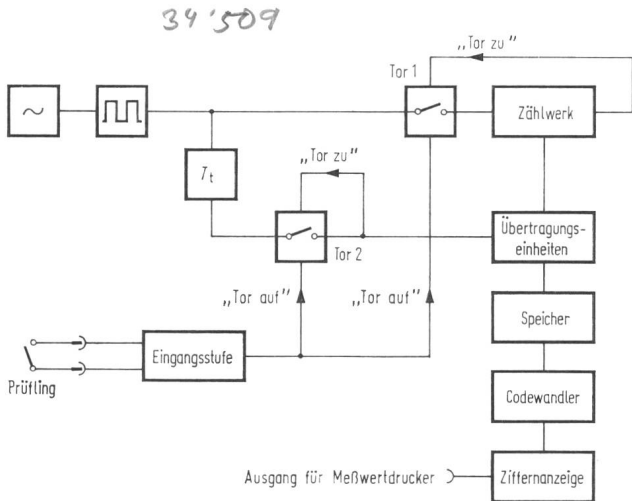 34'509
„Tor zu"
Tor 1
Zählwerk
T_t
„Tor zu"
Tor 2
Übertragungs-
einheiten
„Tor auf"
„Tor auf"
Speicher
Eingangsstufe
Prüfling
Codewandler
Ausgang für Meßwertdrucker
Ziffernanzeige